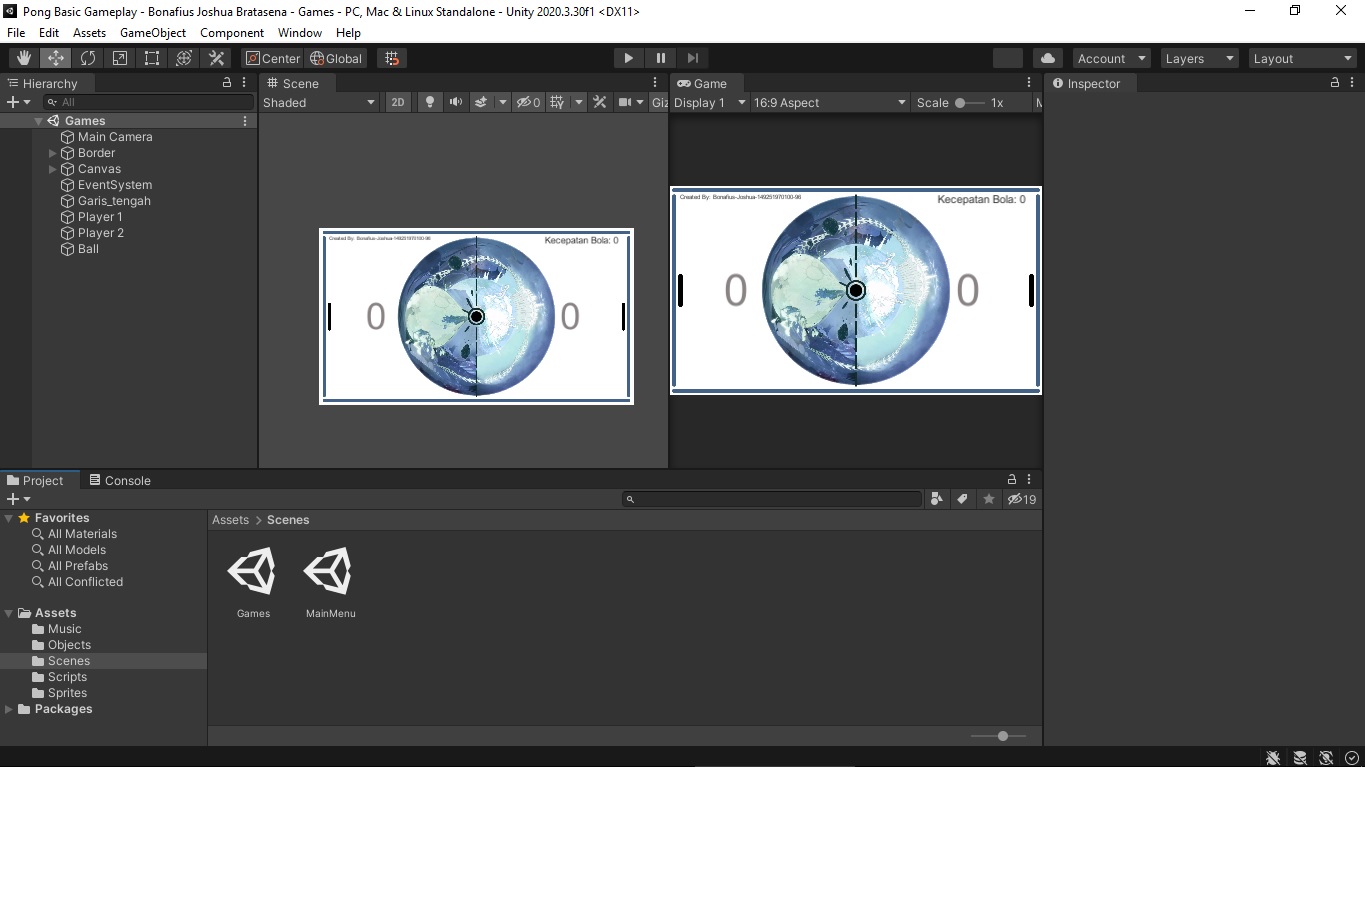 Pong Basic Gameplay - Bonafius Joshua Bratasena - Games - PC, Mac & Linux Standalone - Unity 2020.3.30f1 <DX11>
File Edit Assets GameObject Component Window Help
Center Global Account Layers Layout
Hierarchy
All
Games
Main Camera
Border
Canvas
EventSystem
Garis_tengah
Player 1
Player 2
Ball
Scene
Shaded 2D 0 Giz
Created By: Bonafius-Joshua-149251970100-96
Kecepatan Bola: 0
0 0
Game
Display 1 16:9 Aspect Scale 1x M
Created By: Bonafius-Joshua-149251970100-96
Kecepatan Bola: 0
0 0
Inspector
Project Console
19
Favorites
All Materials
All Models
All Prefabs
All Conflicted
Assets
Music
Objects
Scenes
Scripts
Sprites
Packages
Assets > Scenes
Games MainMenu